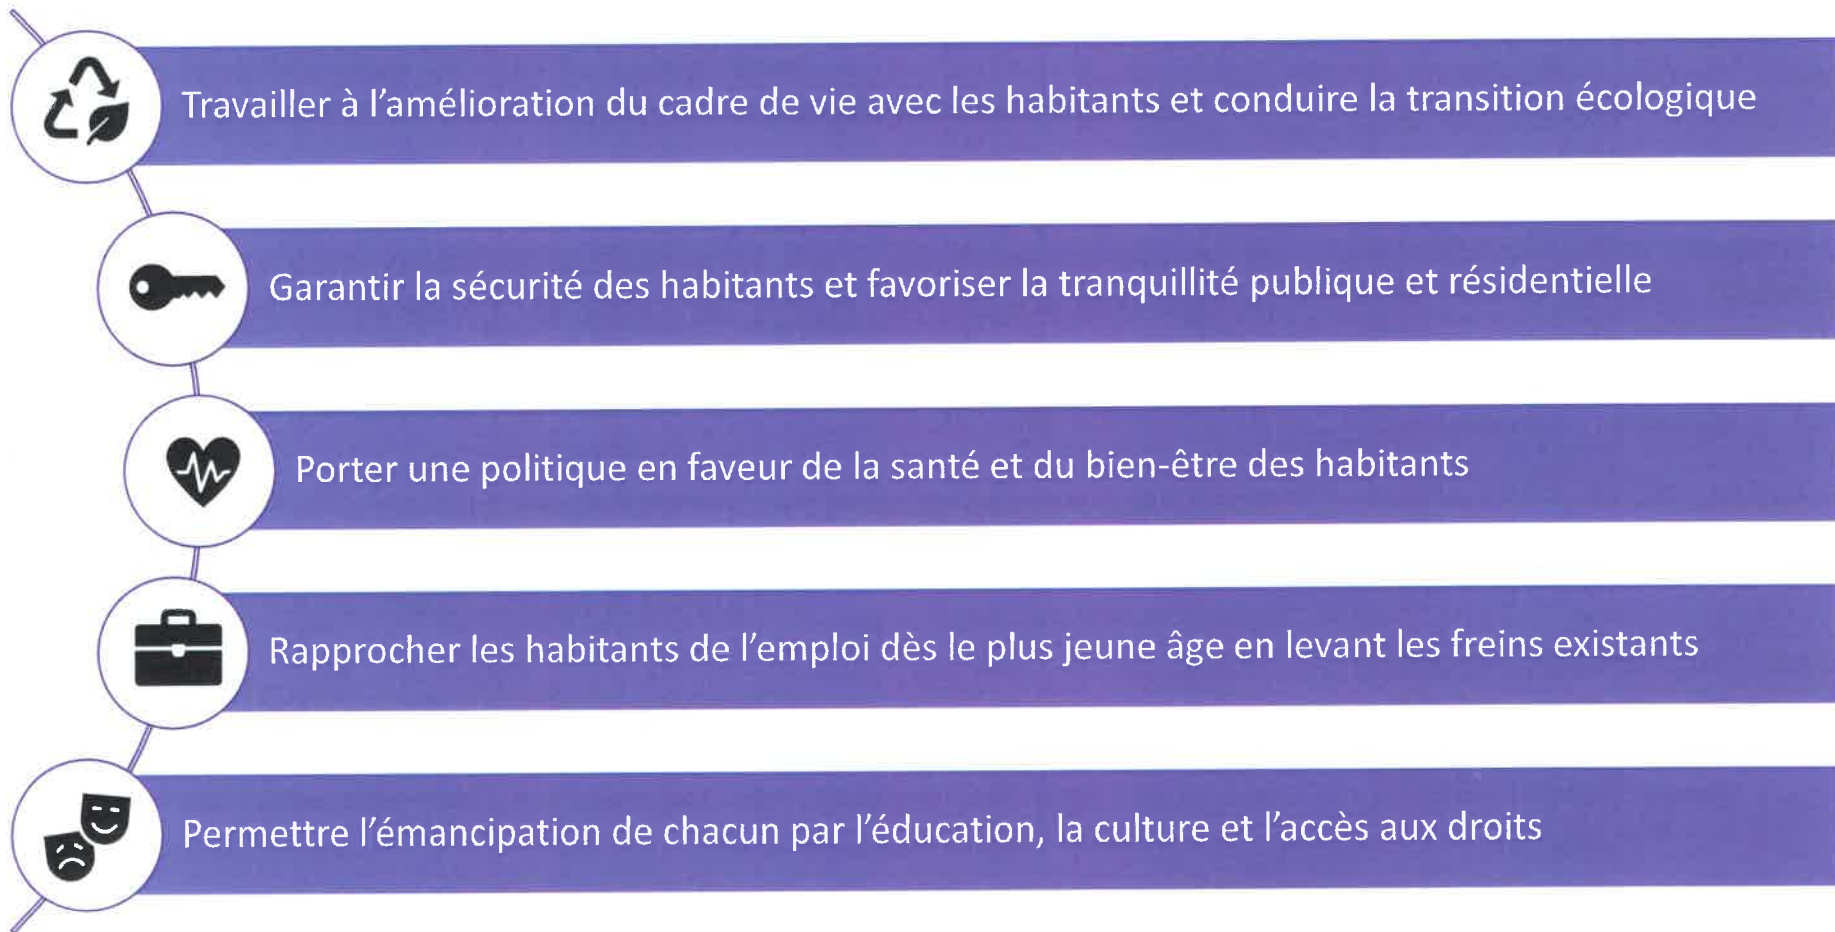 Travailler à l’amélioration du cadre de vie avec les habitants et conduire la transition écologique
Garantir la sécurité des habitants et favoriser la tranquillité publique et résidentielle
Porter une politique en faveur de la santé et du bien-être des habitants
Rapprocher les habitants de l’emploi dès le plus jeune âge en levant les freins existants
Permettre l’émancipation de chacun par l’éducation, la culture et l’accès aux droits